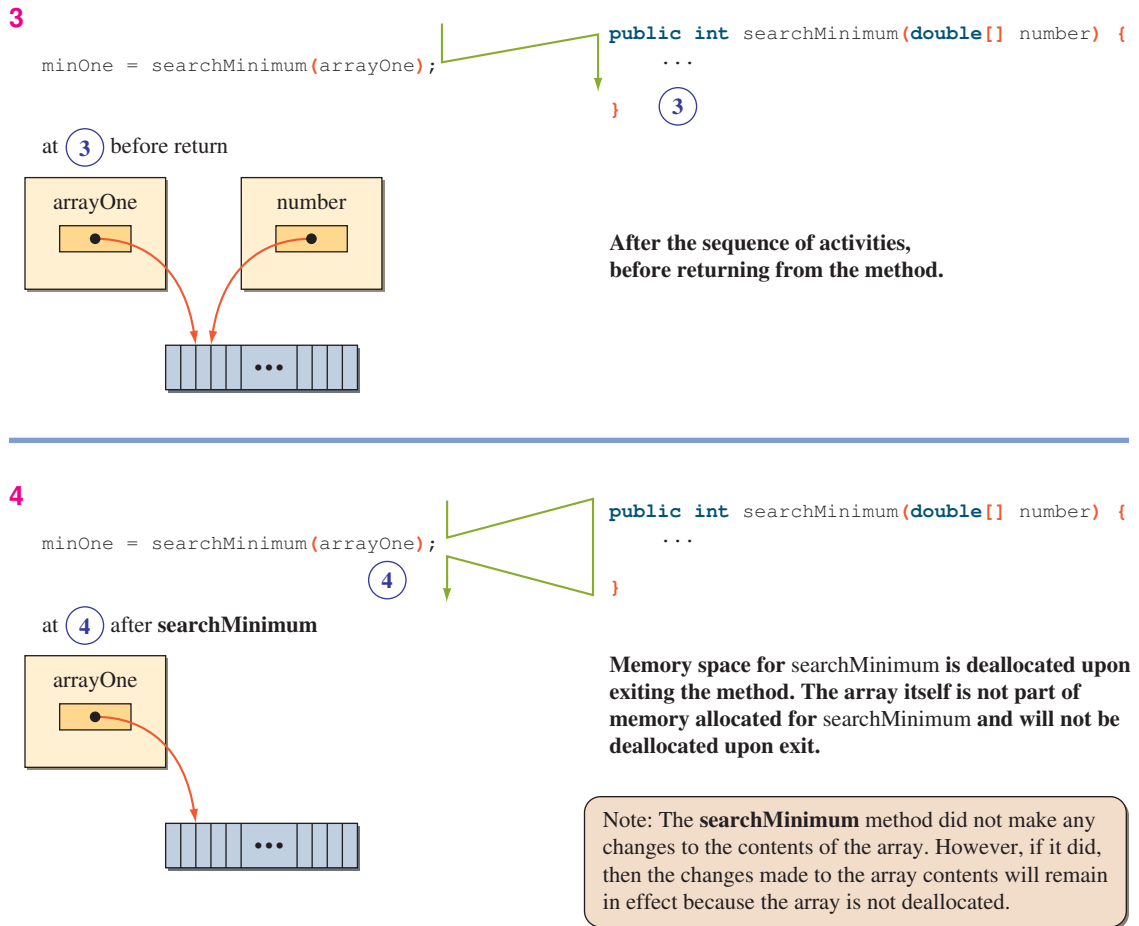 3
public int searchMinimum(double[] number) {
...
minOne = searchMinimum(arrayOne);
} 3
at 3 before return
arrayOne
number
After the sequence of activities,
before returning from the method.
•••
4
public int searchMinimum(double[] number) {
...
minOne = searchMinimum(arrayOne);
4
}
at 4 after searchMinimum
arrayOne
Memory space for searchMinimum is deallocated upon
exiting the method. The array itself is not part of
memory allocated for searchMinimum and will not be
deallocated upon exit.
•••
Note: The searchMinimum method did not make any
changes to the contents of the array. However, if it did,
then the changes made to the array contents will remain
in effect because the array is not deallocated.